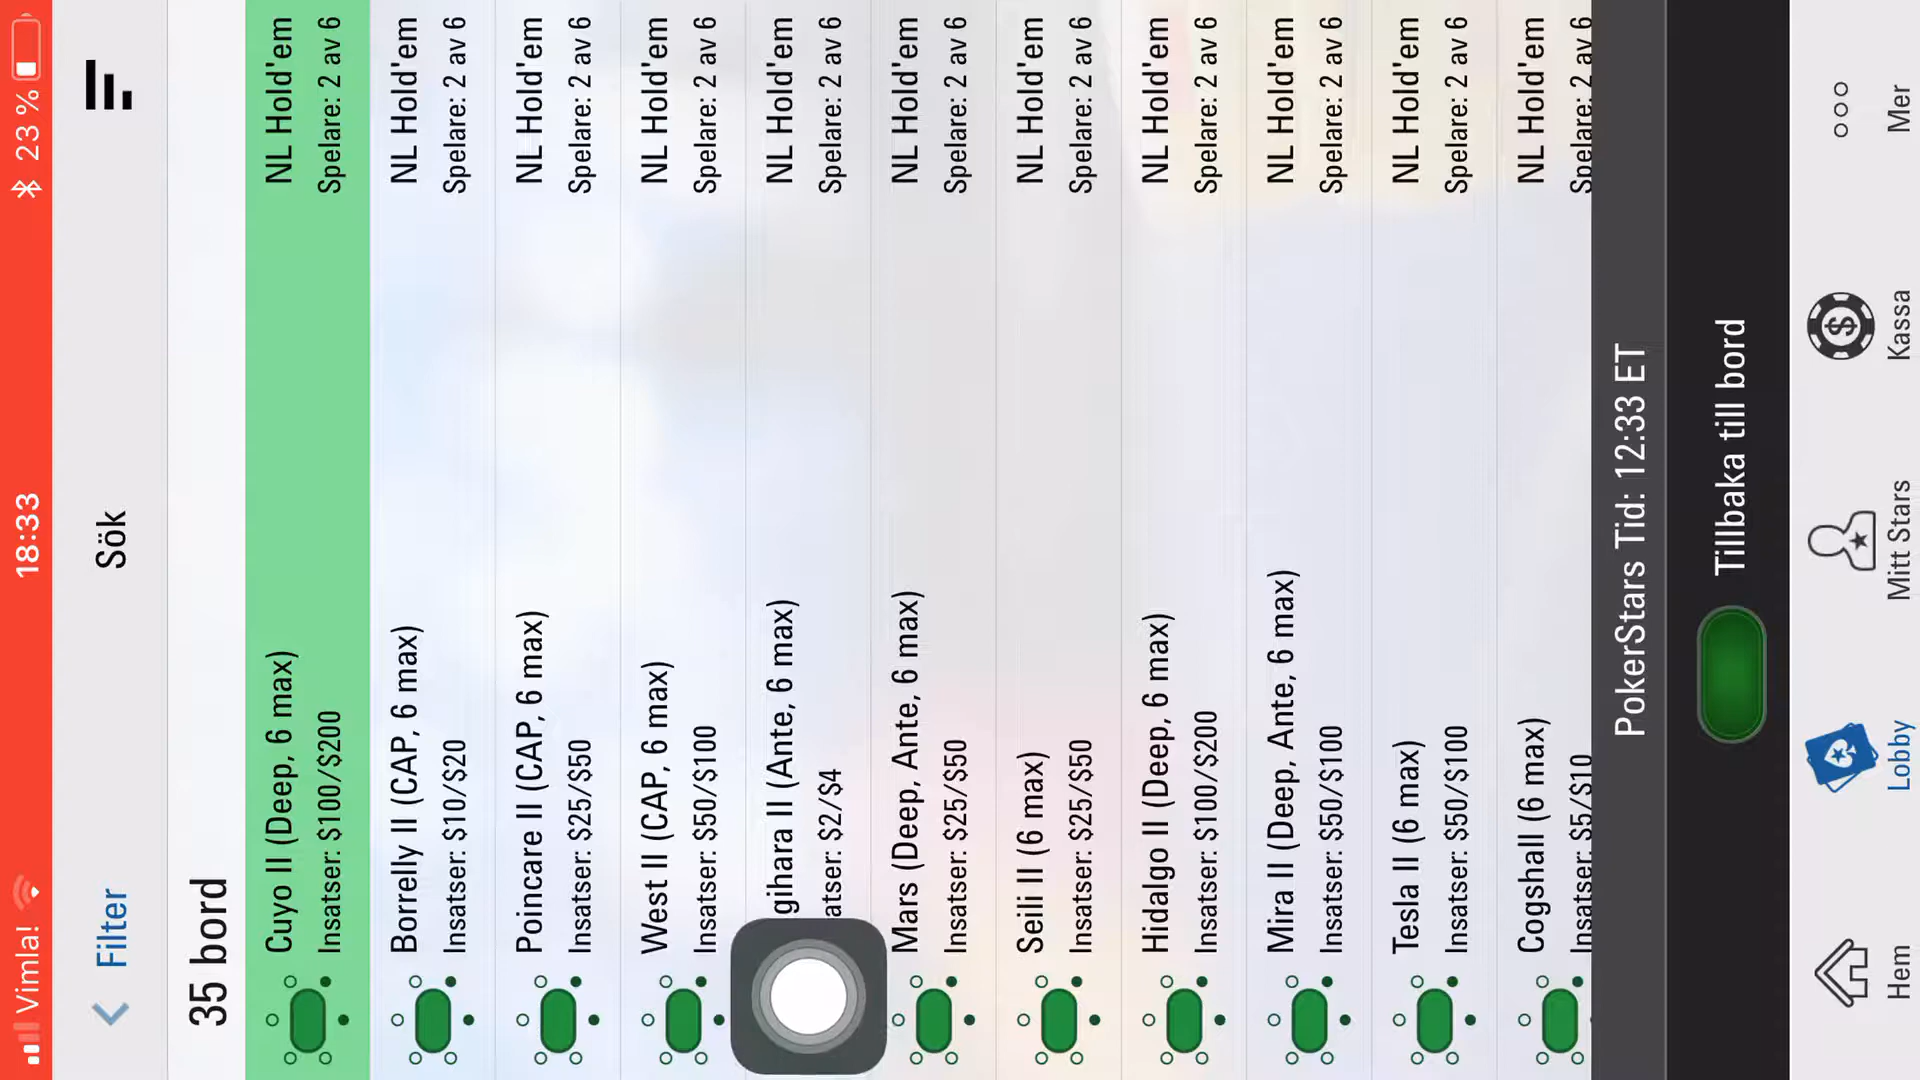 Vimla!
18:33
23 %
Filter
Sök
35 bord
Cuyo II (Deep, 6 max)
NL Hold'em
Insatser: $100/$200
Spelare: 2 av 6
Borrelly II (CAP, 6 max)
NL Hold'em
Insatser: $10/$20
Spelare: 2 av 6
Poincare II (CAP, 6 max)
NL Hold'em
Insatser: $25/$50
Spelare: 2 av 6
West II (CAP, 6 max)
NL Hold'em
Insatser: $50/$100
Spelare: 2 av 6
gihara II (Ante, 6 max)
NL Hold'em
atser: $2/$4
Spelare: 2 av 6
Mars (Deep, Ante, 6 max)
NL Hold'em
Insatser: $25/$50
Spelare: 2 av 6
Seili II (6 max)
NL Hold'em
Insatser: $25/$50
Spelare: 2 av 6
Hidalgo II (Deep, 6 max)
NL Hold'em
Insatser: $100/$200
Spelare: 2 av 6
Mira II (Deep, Ante, 6 max)
NL Hold'em
Insatser: $50/$100
Spelare: 2 av 6
Tesla II (6 max)
NL Hold'em
Insatser: $50/$100
Spelare: 2 av 6
Cogshall (6 max)
NL Hold'em
Insatser: $5/$10
Spelare: 2 av 6
PokerStars Tid: 12:33 ET
Tillbaka till bord
Hem
Lobby
Mitt Stars
Kassa
Mer